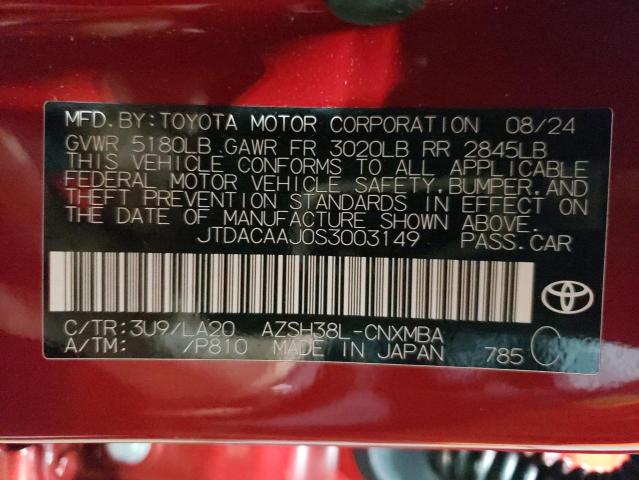 MFD. BY: TOYOTA MOTOR CORPORATION 08/24
GVWR 5180LB GAWR FR 3020LB RR 2845LB
THIS VEHICLE CONFORMS TO ALL APPLICABLE
FEDERAL MOTOR VEHICLE SAFETY, BUMPER, AND
THEFT PREVENTION STANDARDS IN EFFECT ON
THE DATE OF MANUFACTURE SHOWN ABOVE.
JTDACAAJ0S3003149 PASS. CAR
C/TR: 3U9/LA20 AZSH38L-CNXMBA
A/TM: /P810 MADE IN JAPAN 785